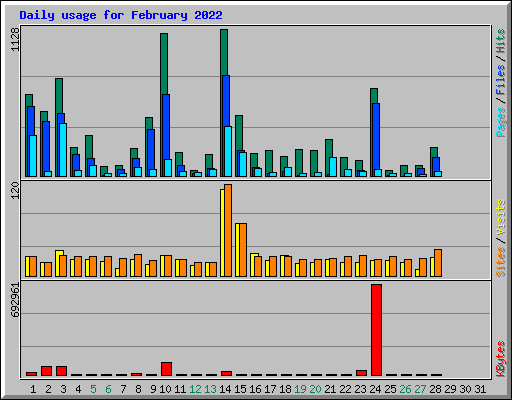 Daily usage for February 2022
1128
Pages / Files / Hits
120
Sites / Visits
692961
KBytes
1 2 3 4 5 6 7 8 9 10 11 12 13 14 15 16 17 18 19 20 21 22 23 24 25 26 27 28 29 30 31